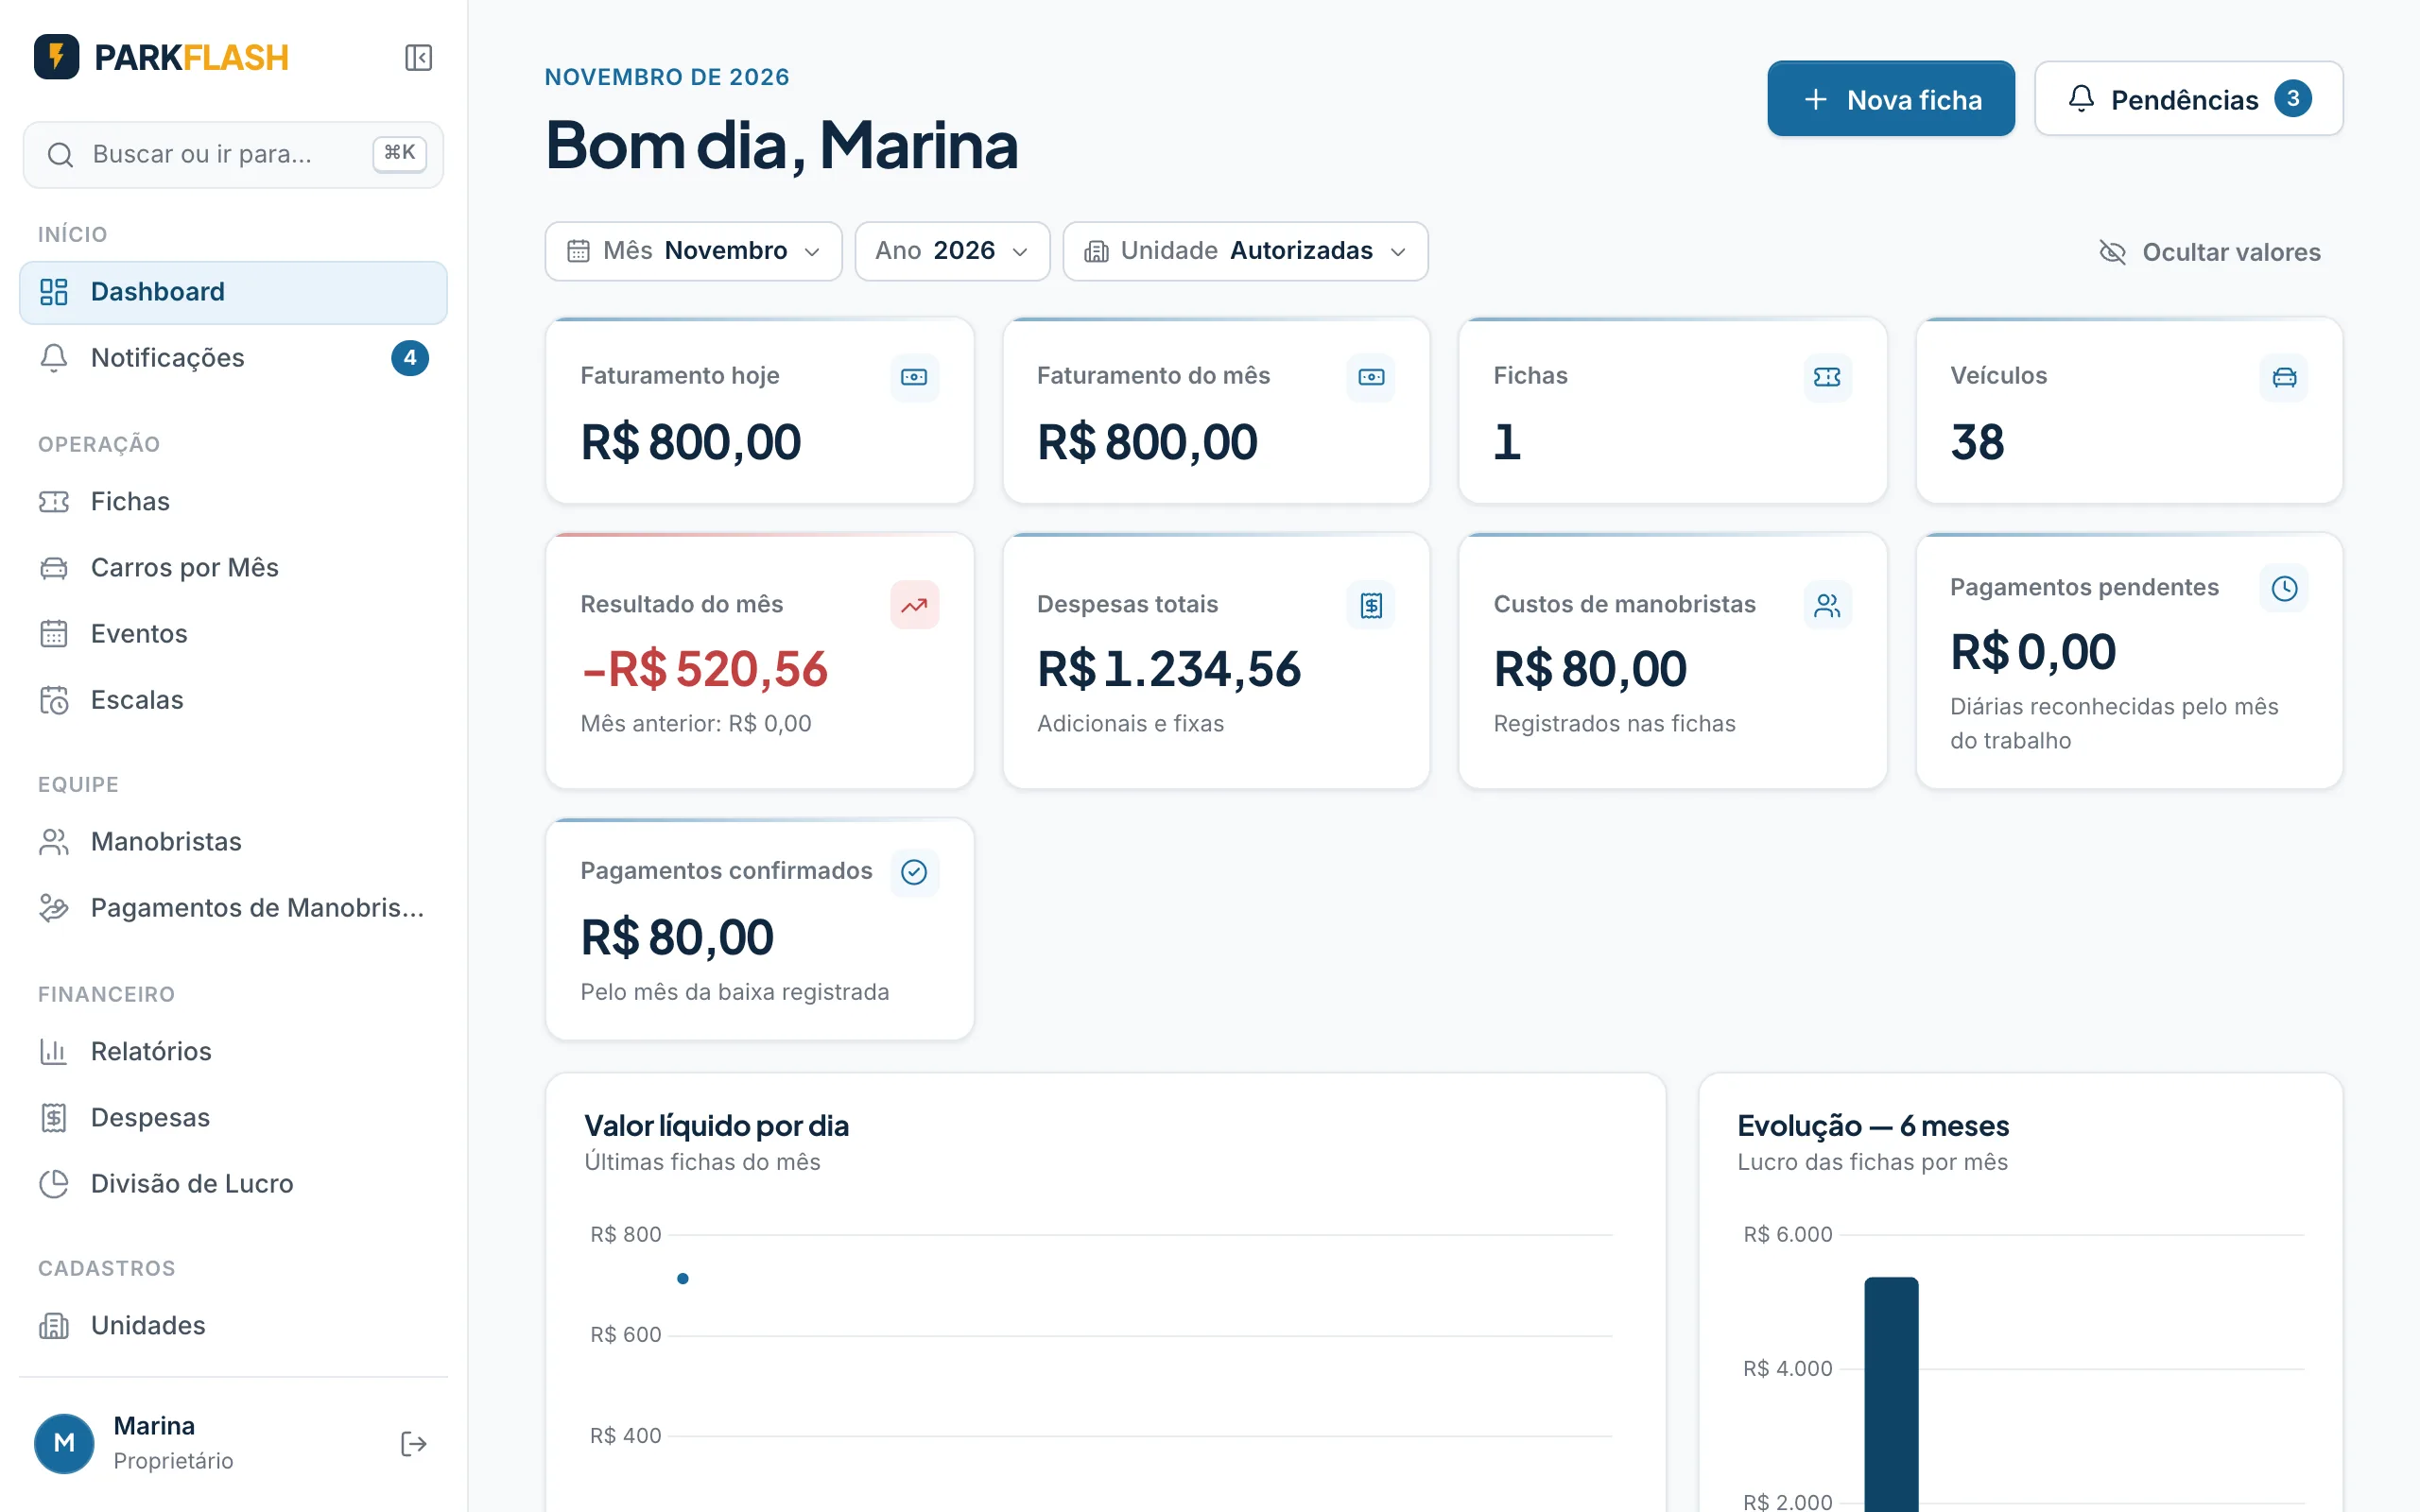 PARKFLASH
Buscar ou ir para...
⌘K
INÍCIO
Dashboard
Notificações 4
OPERAÇÃO
Fichas
Carros por Mês
Eventos
Escalas
EQUIPE
Manobristas
Pagamentos de Manobris...
FINANCEIRO
Relatórios
Despesas
Divisão de Lucro
CADASTROS
Unidades
M
Marina
Proprietário
NOVEMBRO DE 2026
Bom dia, Marina
Nova ficha
Pendências 3
Mês Novembro
Ano 2026
Unidade Autorizadas
Ocultar valores
Faturamento hoje
R$ 800,00
Faturamento do mês
R$ 800,00
Fichas
1
Veículos
38
Resultado do mês
–R$ 520,56
Mês anterior: R$ 0,00
Despesas totais
R$ 1.234,56
Adicionais e fixas
Custos de manobristas
R$ 80,00
Registrados nas fichas
Pagamentos pendentes
R$ 0,00
Diárias reconhecidas pelo mês
do trabalho
Pagamentos confirmados
R$ 80,00
Pelo mês da baixa registrada
Valor líquido por dia
Últimas fichas do mês
R$ 800
R$ 600
R$ 400
Evolução — 6 meses
Lucro das fichas por mês
R$ 6.000
R$ 4.000
R$ 2.000